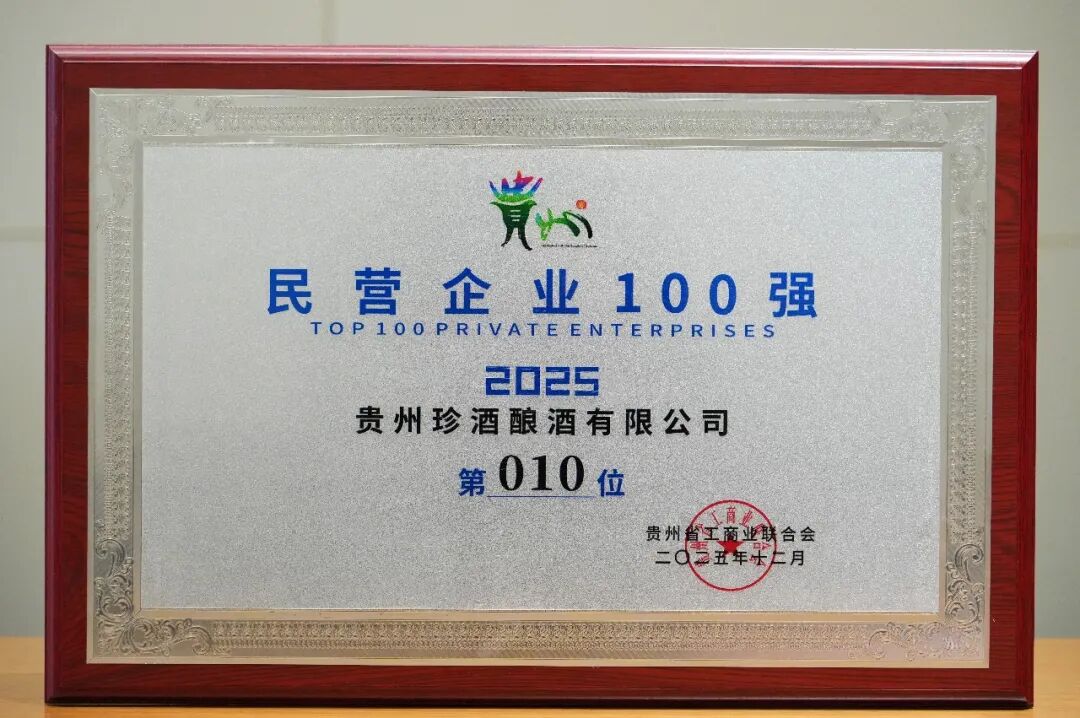 贵州
民营企业100强
TOP 100 PRIVATE ENTERPRISES
2025
贵州珍酒酿酒有限公司
第010位
贵州省工商业联合会
二〇二五年十二月